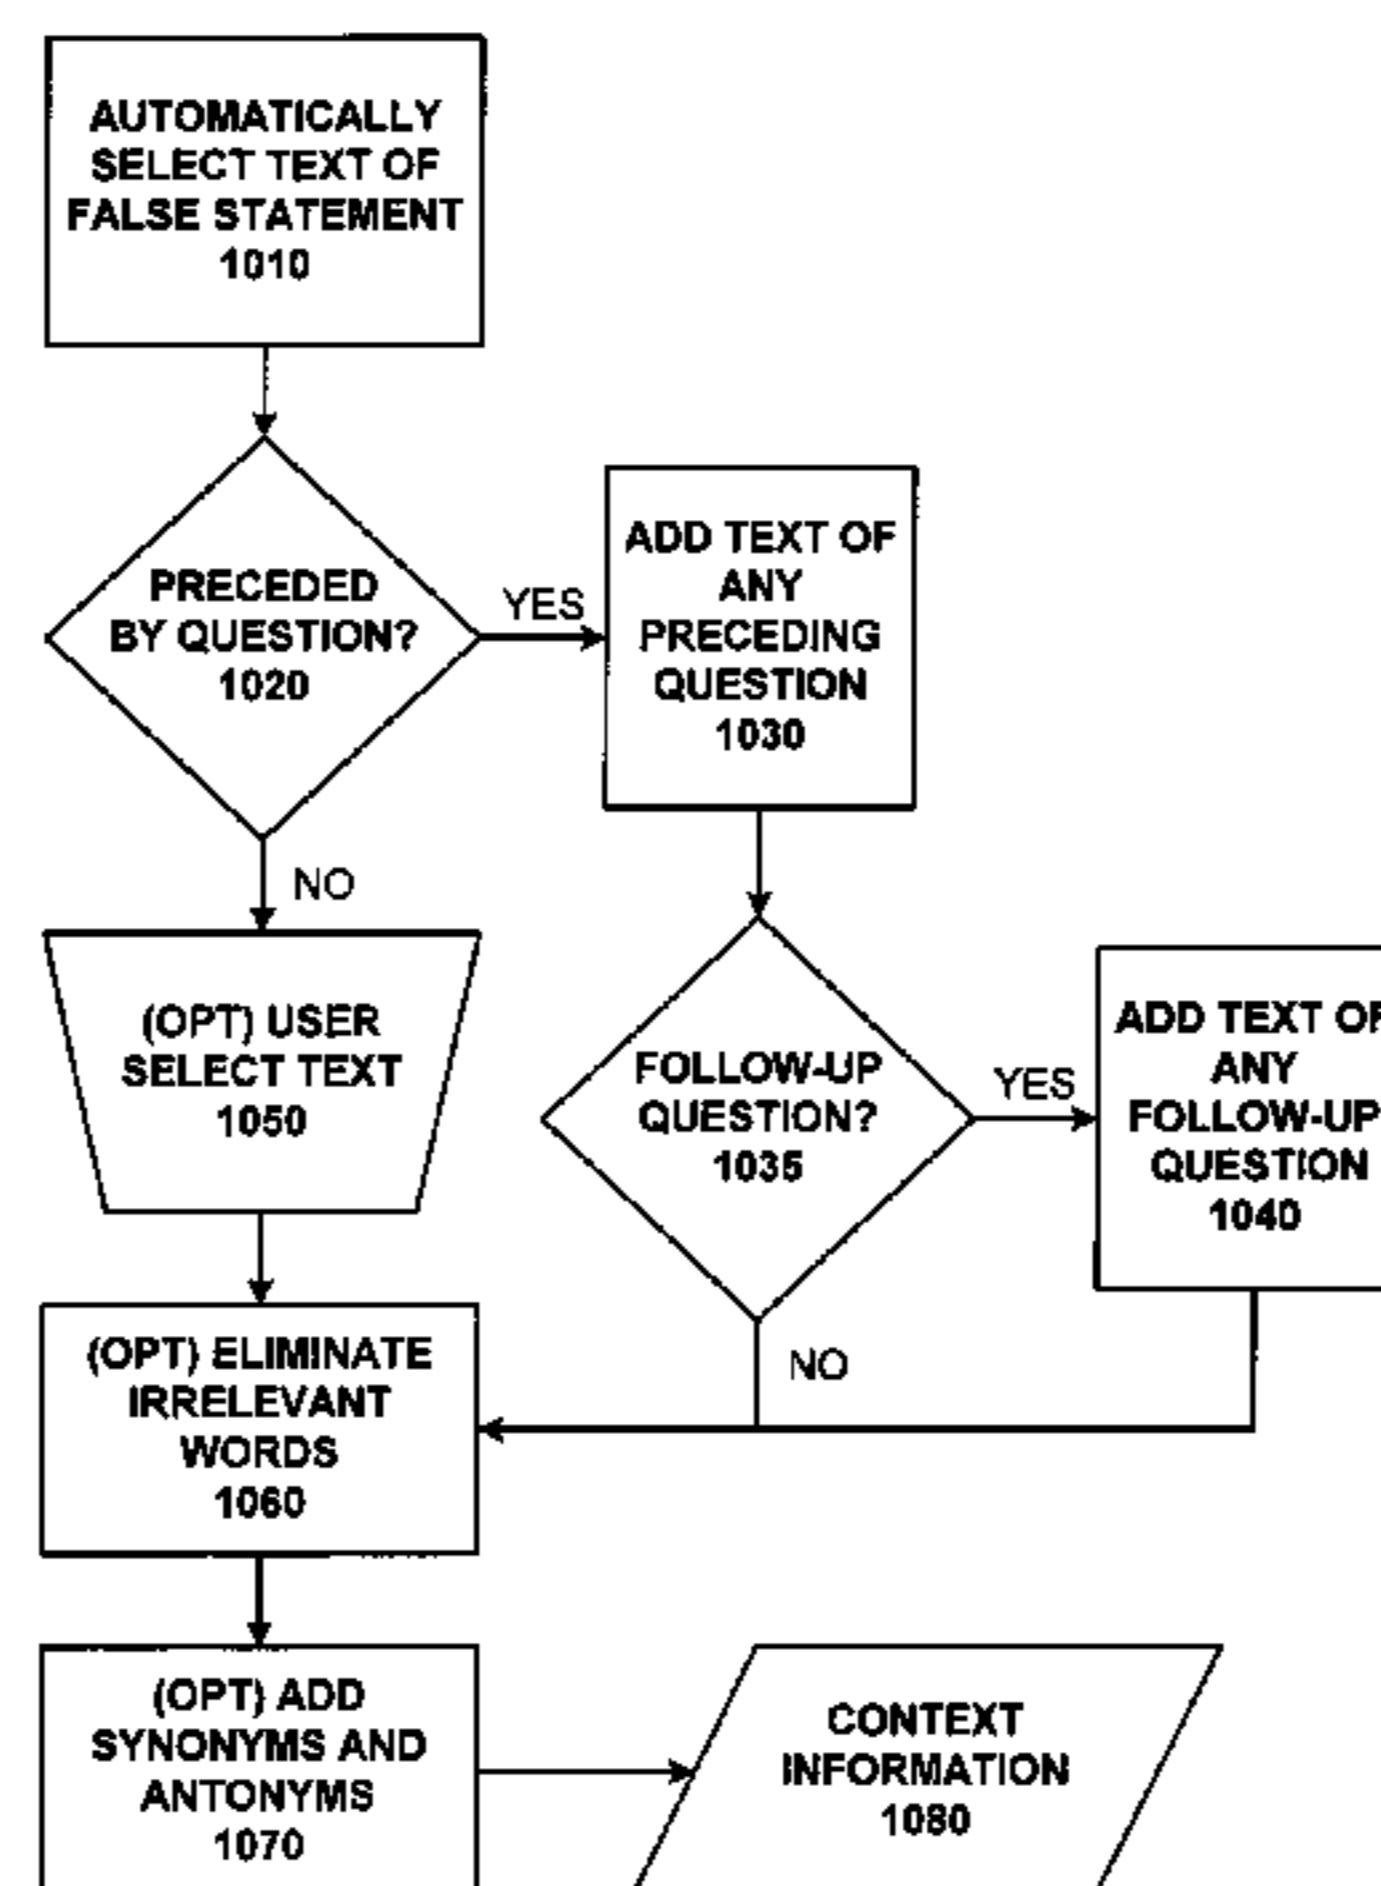 AUTOMATICALLY
SELECT TEXT OF
FALSE STATEMENT
1010
PRECEDED
BY QUESTION?
1020
YES
ADD TEXT OF
ANY
PRECEDING
QUESTION
1030
NO
(OPT) USER
SELECT TEXT
1050
FOLLOW-UP
QUESTION?
1035
YES
ADD TEXT OF
ANY
FOLLOW-UP
QUESTION
1040
NO
(OPT) ELIMINATE
IRRELEVANT
WORDS
1060
(OPT) ADD
SYNONYMS AND
ANTONYMS
1070
CONTEXT
INFORMATION
1080